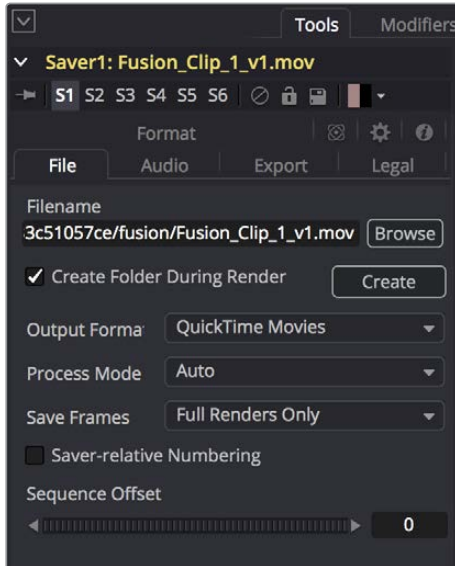 Tools Modifiers
Saver1: Fusion_Clip_1_v1.mov
S1 S2 S3 S4 S5 S6
Format
File Audio Export Legal
Filename
3c51057ce/fusion/Fusion_Clip_1_v1.mov Browse
Create Folder During Render Create
Output Forma QuickTime Movies
Process Mode Auto
Save Frames Full Renders Only
Saver-relative Numbering
Sequence Offset
0